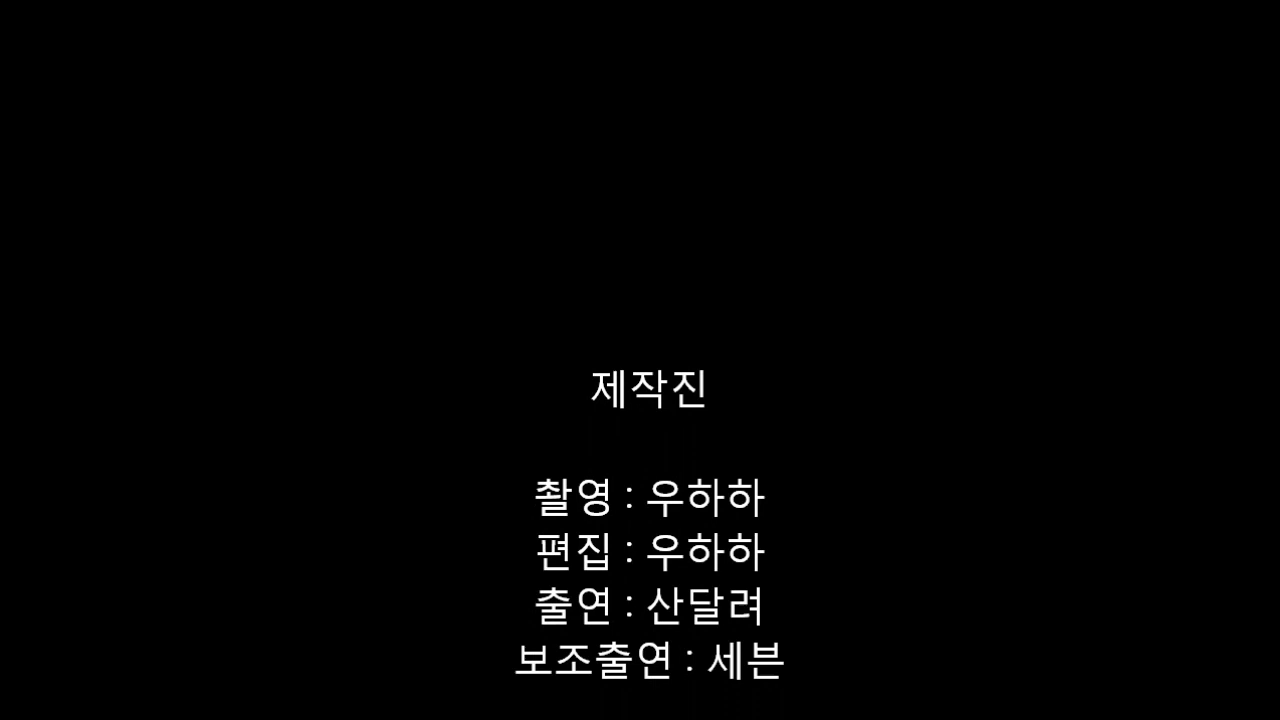 제작진
촬영 : 우하하
편집 : 우하하
출연 : 산달려
보조출연 : 세븐